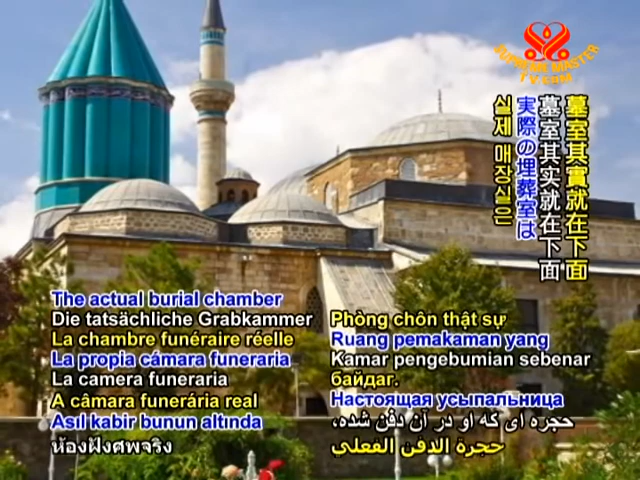 SUPREME MASTER
TV.COM
墓室其實就在下面
墓室其实就在下面
実際の埋葬室は
실제 매장실은
The actual burial chamber
Die tatsächliche Grabkammer
La chambre funéraire réelle
La propia cámara funeraria
La camera funeraria
A câmara funerária real
Asıl kabir bunun altında
ห้องฝังศพจริง
Phòng chôn thật sự
Ruang pemakaman yang
Kamar pengebumian sebenar
байдаг.
Настоящая усыпальница
حجره ای که او در آن دفن شده،
حجرة الدفن الفعلي